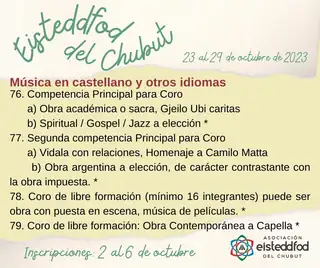 Eisteddfod
del Chubut
23 al 29 de octubre de 2023
Música en castellano y otros idiomas
76. Competencia Principal para Coro
a) Obra académica o sacra, Gjeilo Ubi caritas
b) Spiritual / Gospel / Jazz a elección *
77. Segunda competencia Principal para Coro
a) Vidala con relaciones, Homenaje a Camilo Matta
b) Obra argentina a elección, de carácter contrastante con
la obra impuesta. *
78. Coro de libre formación (mínimo 16 integrantes) puede ser
obra con puesta en escena, música de películas. *
79. Coro de libre formación: Obra Contemporánea a Capella *
Inscripciones: 2 al 6 de octubre
ASOCIACIÓN
eisteddfod
DEL CHUBUT